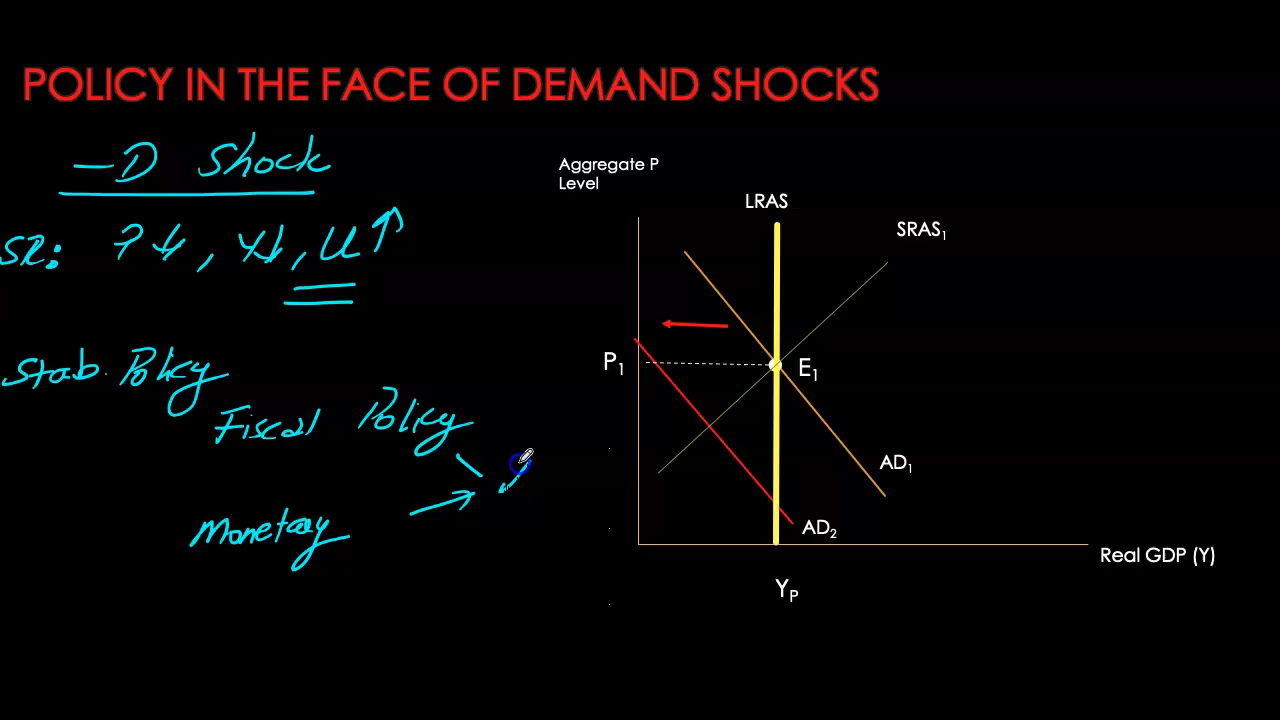 POLICY IN THE FACE OF DEMAND SHOCKS
—D Shock
SR: P↓, Y↓, U↑
Stab. Policy
Fiscal Policy
Monetary
Aggregate P
Level
LRAS
SRAS₁
P₁
E₁
AD₁
AD₂
Real GDP (Y)
Yₚ